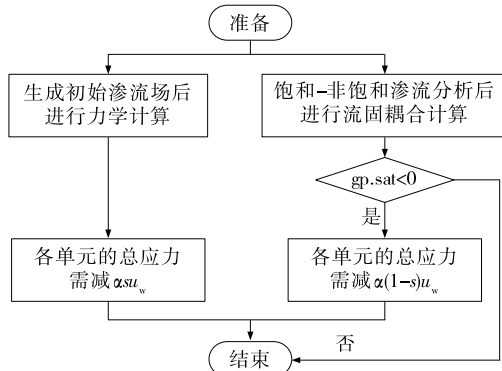 准备
生成初始渗流场后
进行力学计算
饱和-非饱和渗流分析后
进行流固耦合计算
gp.sat<0
是
各单元的总应力
需减αsu_w
各单元的总应力
需减α(1-s)u_w
否
结束